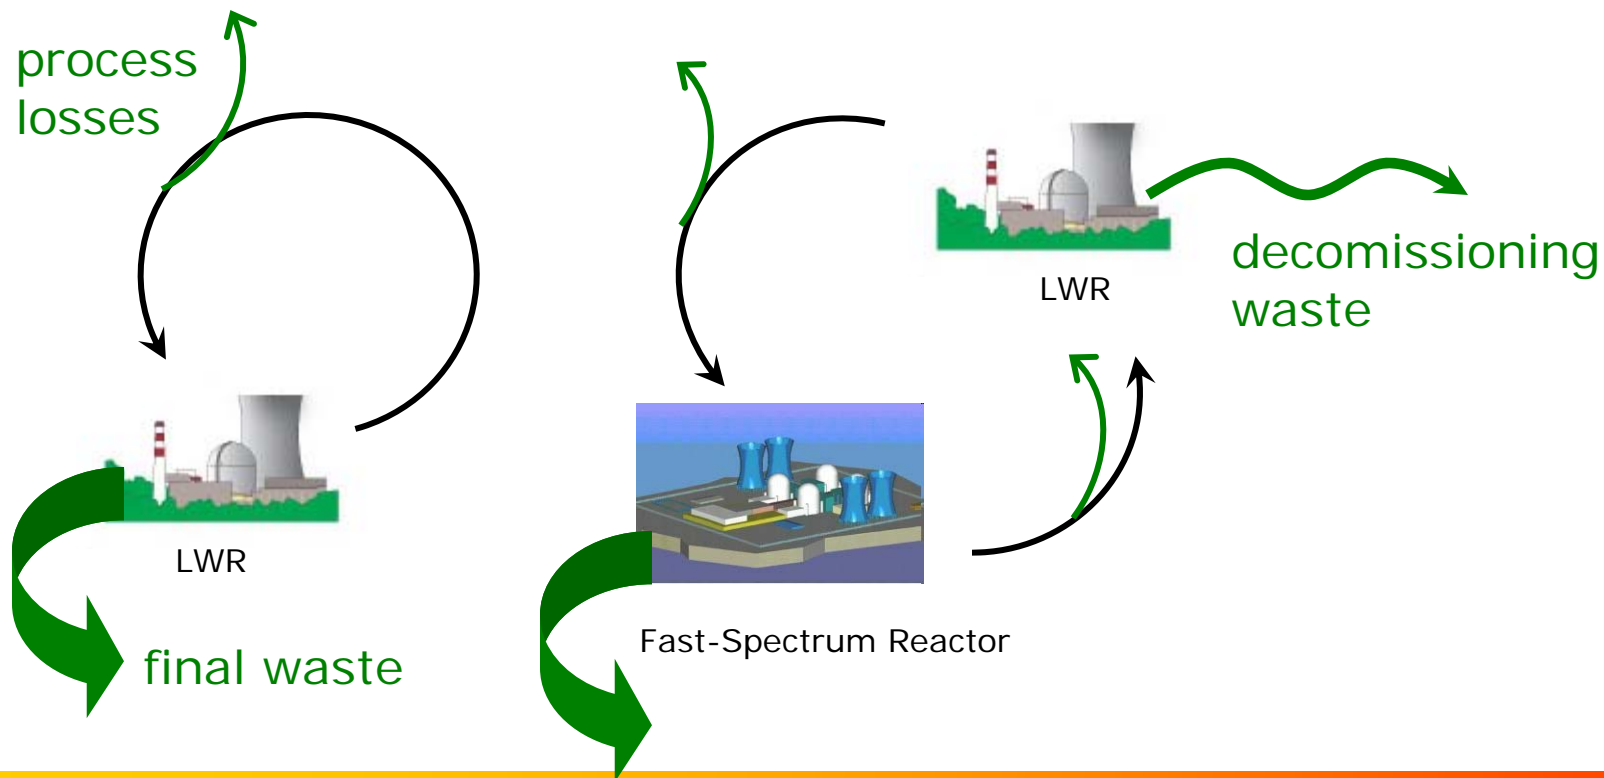 process
losses
decomissioning
waste
LWR
LWR
Fast-Spectrum Reactor
final waste